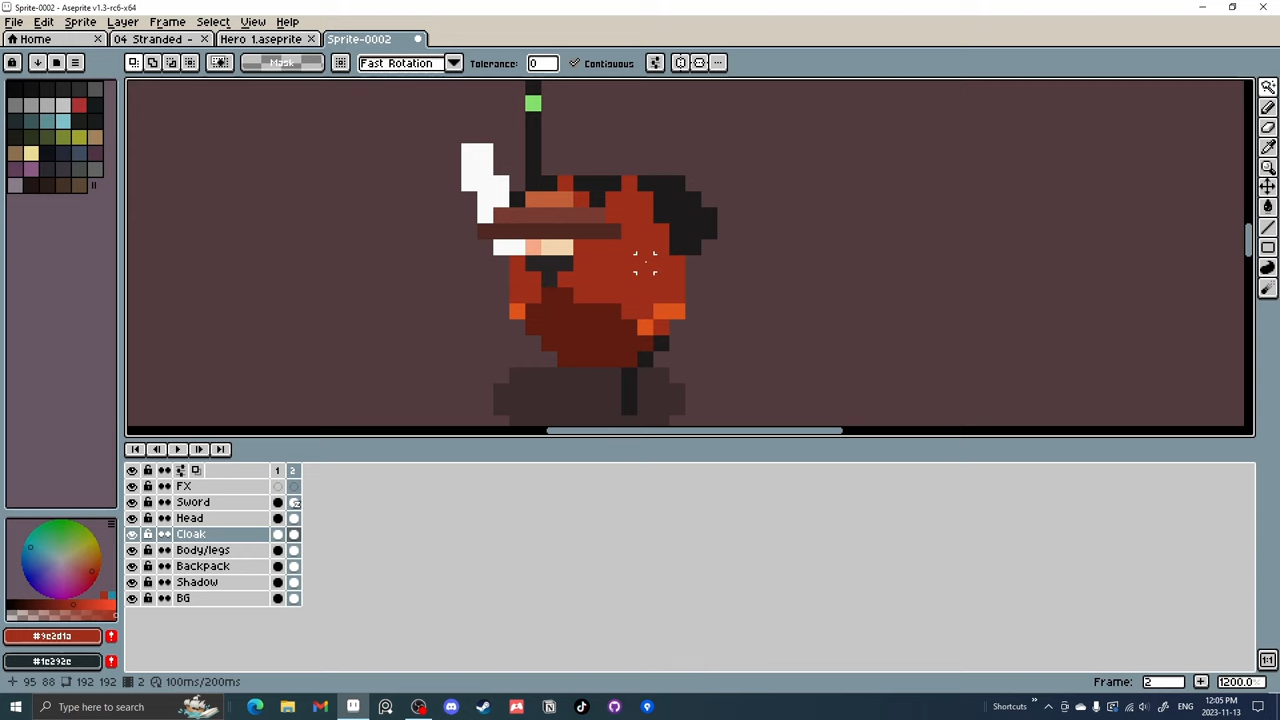 Sprite-0002 - Aseprite v1.3-rc6-x64
File Edit Sprite Layer Frame Select View Help
Home 04 Stranded - Hero 1.aseprite Sprite-0002
Mask Fast Rotation Tolerance: 0 Contiguous
1 2
FX
Sword
Head
Cloak
Body/legs
Backpack
Shadow
BG
#9c2d1a
#1c292c
95 88 192 192 2 100ms/200ms Frame: 2 1200.0 1:1
Type here to search Shortcuts 12:05 PM
2023-11-13